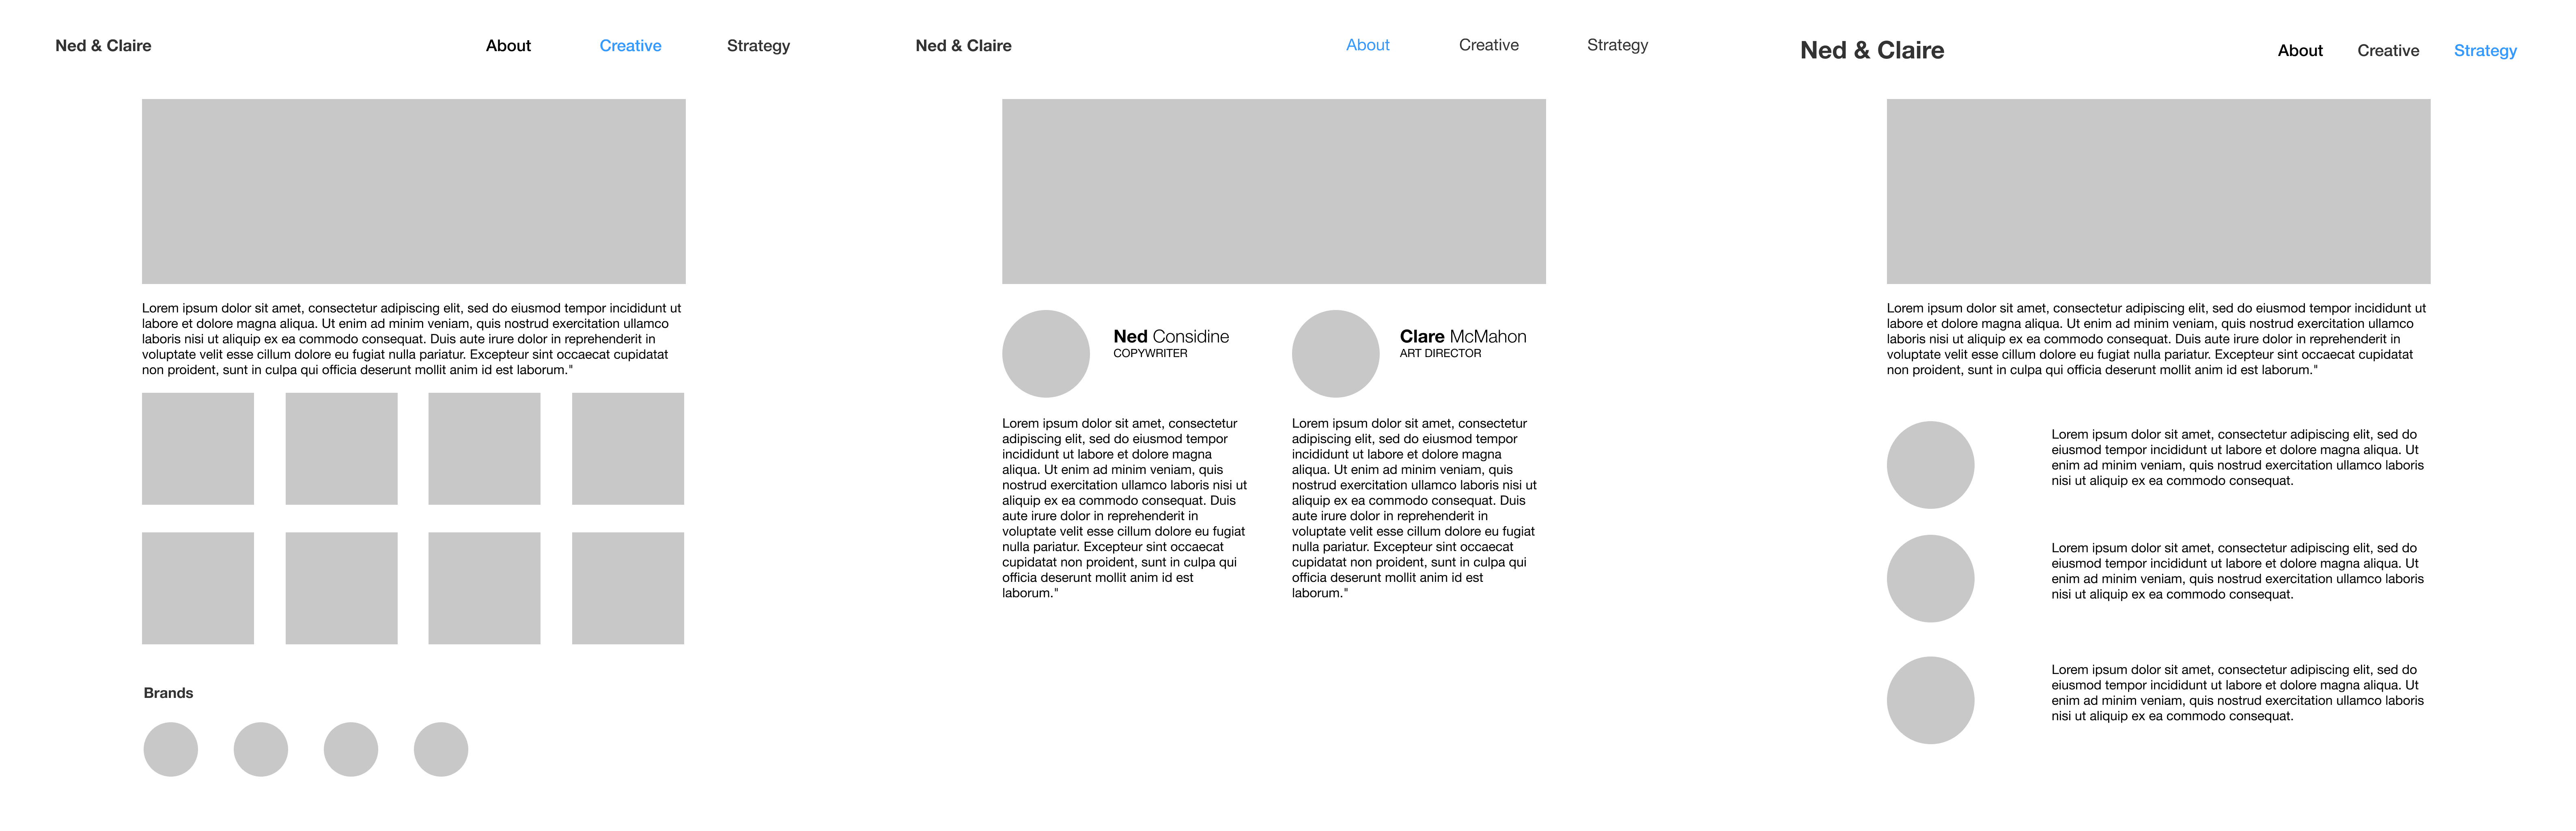 Ned & Claire
About Creative Strategy
Lorem ipsum dolor sit amet, consectetur adipiscing elit, sed do eiusmod tempor incididunt ut
labore et dolore magna aliqua. Ut enim ad minim veniam, quis nostrud exercitation ullamco
laboris nisi ut aliquip ex ea commodo consequat. Duis aute irure dolor in reprehenderit in
voluptate velit esse cillum dolore eu fugiat nulla pariatur. Excepteur sint occaecat cupidatat
non proident, sunt in culpa qui officia deserunt mollit anim id est laborum."
Brands
Ned & Claire
About Creative Strategy
Ned Considine
COPYWRITER
Lorem ipsum dolor sit amet, consectetur
adipiscing elit, sed do eiusmod tempor
incididunt ut labore et dolore magna
aliqua. Ut enim ad minim veniam, quis
nostrud exercitation ullamco laboris nisi ut
aliquip ex ea commodo consequat. Duis
aute irure dolor in reprehenderit in
voluptate velit esse cillum dolore eu fugiat
nulla pariatur. Excepteur sint occaecat
cupidatat non proident, sunt in culpa qui
officia deserunt mollit anim id est
laborum."
Clare McMahon
ART DIRECTOR
Lorem ipsum dolor sit amet, consectetur
adipiscing elit, sed do eiusmod tempor
incididunt ut labore et dolore magna
aliqua. Ut enim ad minim veniam, quis
nostrud exercitation ullamco laboris nisi ut
aliquip ex ea commodo consequat. Duis
aute irure dolor in reprehenderit in
voluptate velit esse cillum dolore eu fugiat
nulla pariatur. Excepteur sint occaecat
cupidatat non proident, sunt in culpa qui
officia deserunt mollit anim id est
laborum."
Ned & Claire
About Creative Strategy
Lorem ipsum dolor sit amet, consectetur adipiscing elit, sed do eiusmod tempor incididunt ut
labore et dolore magna aliqua. Ut enim ad minim veniam, quis nostrud exercitation ullamco
laboris nisi ut aliquip ex ea commodo consequat. Duis aute irure dolor in reprehenderit in
voluptate velit esse cillum dolore eu fugiat nulla pariatur. Excepteur sint occaecat cupidatat
non proident, sunt in culpa qui officia deserunt mollit anim id est laborum."
Lorem ipsum dolor sit amet, consectetur adipiscing elit, sed do
eiusmod tempor incididunt ut labore et dolore magna aliqua. Ut
enim ad minim veniam, quis nostrud exercitation ullamco laboris
nisi ut aliquip ex ea commodo consequat.
Lorem ipsum dolor sit amet, consectetur adipiscing elit, sed do
eiusmod tempor incididunt ut labore et dolore magna aliqua. Ut
enim ad minim veniam, quis nostrud exercitation ullamco laboris
nisi ut aliquip ex ea commodo consequat.
Lorem ipsum dolor sit amet, consectetur adipiscing elit, sed do
eiusmod tempor incididunt ut labore et dolore magna aliqua. Ut
enim ad minim veniam, quis nostrud exercitation ullamco laboris
nisi ut aliquip ex ea commodo consequat.